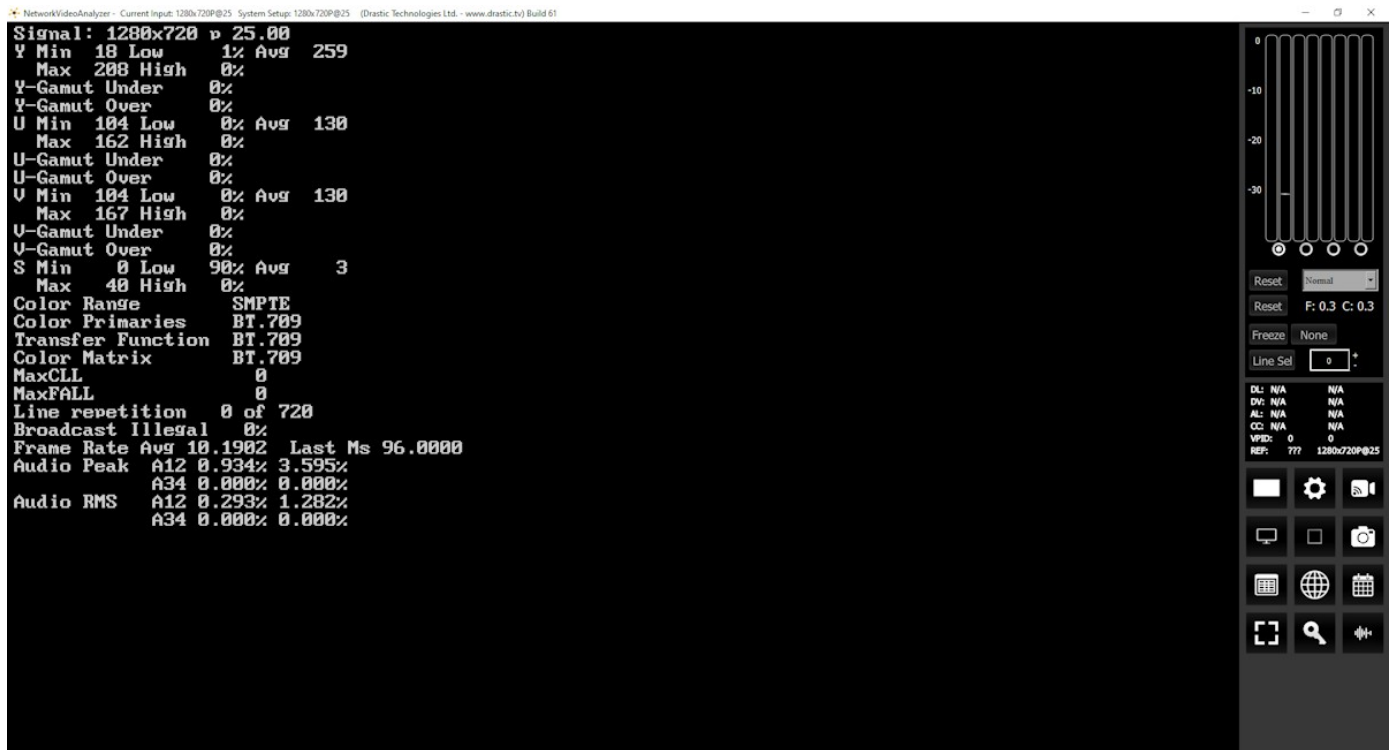 NetworkVideoAnalyzer - Current Input: 1280x720P@25 System Setup: 1280x720P@25 (Drastic Technologies Ltd. - www.drastic.tv) Build 61
Signal: 1280x720 p 25.00
Y Min 18 Low 1% Avg 259
Max 208 High 0%
Y-Gamut Under 0%
Y-Gamut Over 0%
U Min 104 Low 0% Avg 130
Max 162 High 0%
U-Gamut Under 0%
U-Gamut Over 0%
V Min 104 Low 0% Avg 130
Max 167 High 0%
V-Gamut Under 0%
V-Gamut Over 0%
S Min 0 Low 90% Avg 3
Max 40 High 0%
Color Range SMPTE
Color Primaries BT.709
Transfer Function BT.709
Color Matrix BT.709
MaxCLL 0
MaxFALL 0
Line repetition 0 of 720
Broadcast Illegal 0%
Frame Rate Avg 10.1902 Last Ms 96.0000
Audio Peak A12 0.934% 3.595%
A34 0.000% 0.000%
Audio RMS A12 0.293% 1.282%
A34 0.000% 0.000%
0
-10
-20
-30
Reset Normal
Reset F: 0.3 C: 0.3
Freeze None
Line Sel 0 + -
DL: N/A N/A
DV: N/A N/A
AL: N/A N/A
CC: N/A N/A
VPID: 0 0
REF: ??? 1280x720P@25